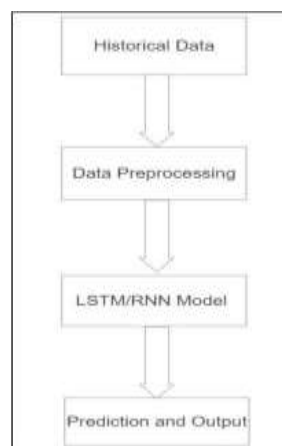 Historical Data
Data Preprocessing
LSTM/RNN Model
Prediction and Output